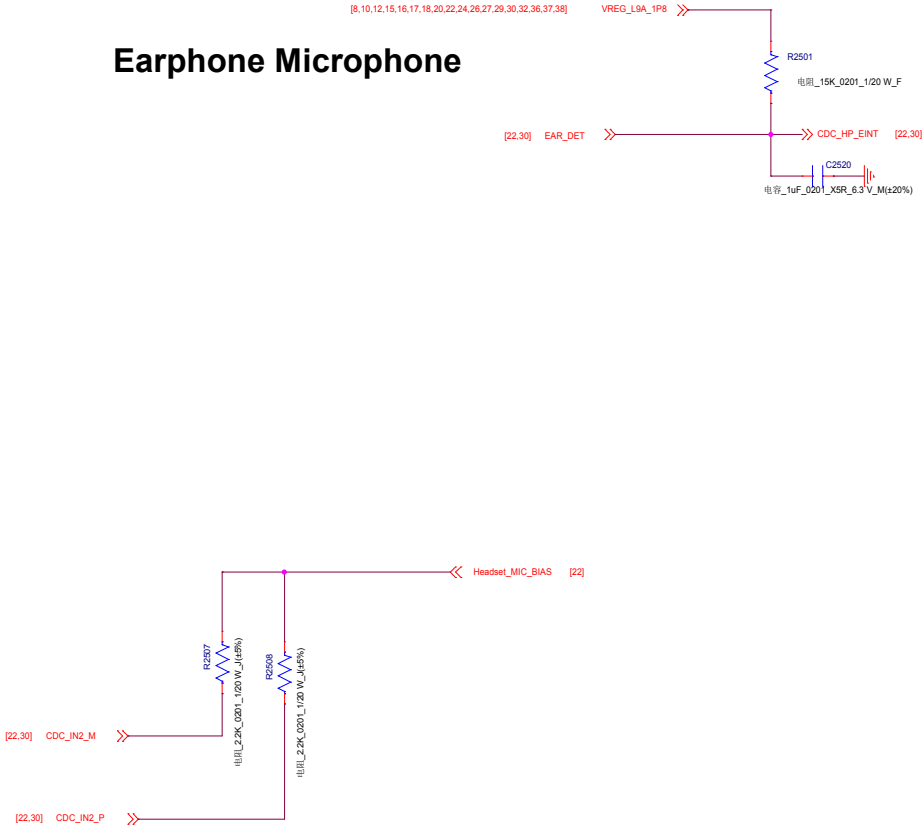 [8,10,12,15,16,17,18,20,22,24,26,27,29,30,32,36,37,38] VREG_L9A_1P8
Earphone Microphone
R2501
电阻_15K_0201_1/20 W_F
[22,30] EAR_DET
CDC_HP_EINT [22,30]
C2520
电容_1uF_0201_X5R_6.3 V_M(±20%)
Headset_MIC_BIAS [22]
R2507
电阻_2.2K_0201_1/20 W_J(±5%)
R2508
电阻_2.2K_0201_1/20 W_J(±5%)
[22,30] CDC_IN2_M
[22,30] CDC_IN2_P